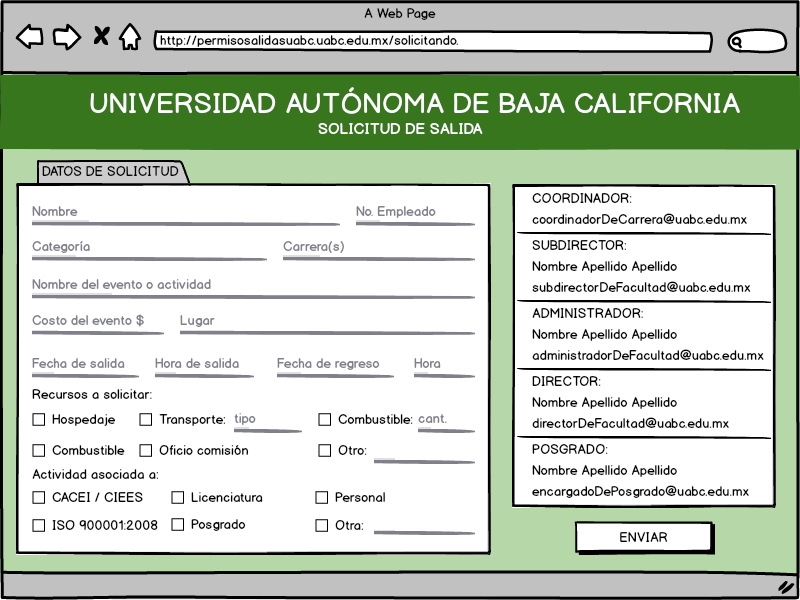 A Web Page
http://permisosalidasuabc.uabc.edu.mx/solicitando.
UNIVERSIDAD AUTÓNOMA DE BAJA CALIFORNIA
SOLICITUD DE SALIDA
DATOS DE SOLICITUD
Nombre No. Empleado
Categoría Carrera(s)
Nombre del evento o actividad
Costo del evento $ Lugar
Fecha de salida Hora de salida Fecha de regreso Hora
Recursos a solicitar:
Hospedaje Transporte: tipo Combustible: cant.
Combustible Oficio comisión Otro:
Actividad asociada a:
CACEI / CIEES Licenciatura Personal
ISO 900001:2008 Posgrado Otra:
COORDINADOR:
coordinadorDeCarrera@uabc.edu.mx
SUBDIRECTOR:
Nombre Apellido Apellido
subdirectorDeFacultad@uabc.edu.mx
ADMINISTRADOR:
Nombre Apellido Apellido
administradorDeFacultad@uabc.edu.mx
DIRECTOR:
Nombre Apellido Apellido
directorDeFacultad@uabc.edu.mx
POSGRADO:
Nombre Apellido Apellido
encargadoDePosgrado@uabc.edu.mx
ENVIAR